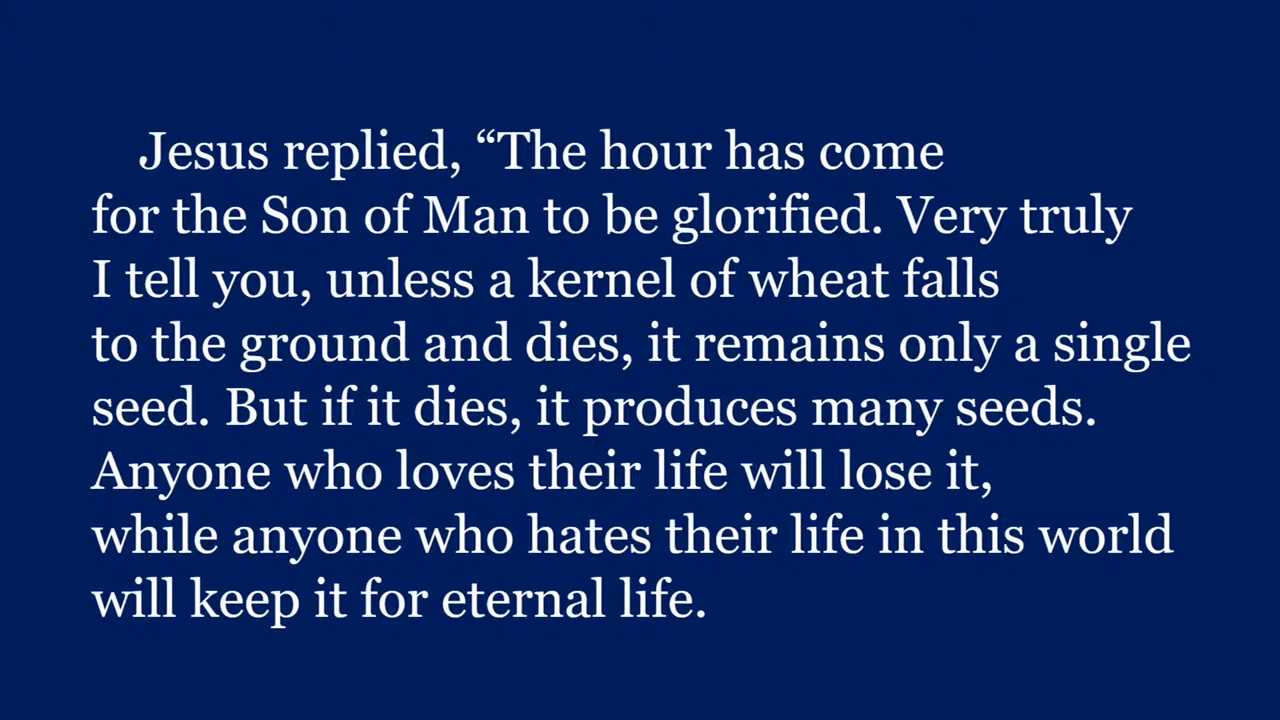 Jesus replied, “The hour has come
for the Son of Man to be glorified. Very truly
I tell you, unless a kernel of wheat falls
to the ground and dies, it remains only a single
seed. But if it dies, it produces many seeds.
Anyone who loves their life will lose it,
while anyone who hates their life in this world
will keep it for eternal life.